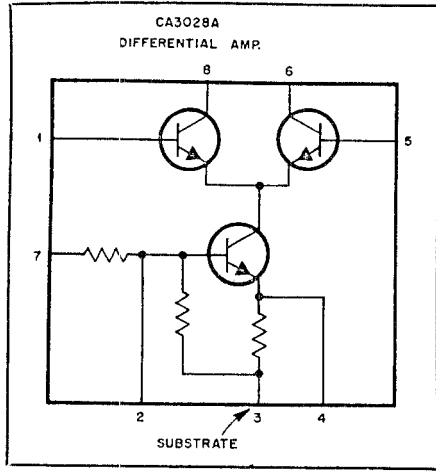 CA3028A
DIFFERENTIAL AMP.
8 6
1 5
7
2 3 4
SUBSTRATE